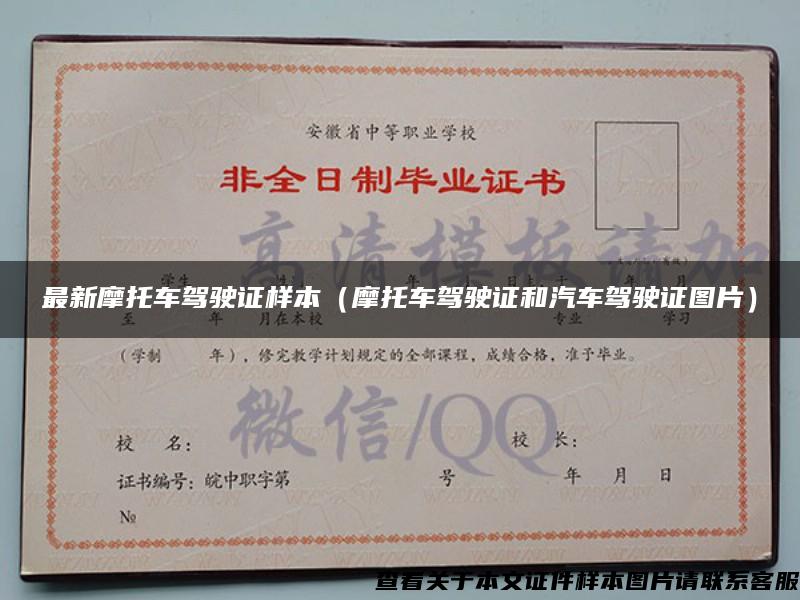 安徽省中等职业学校
非全日制毕业证书
高清模板请加
最新摩托车驾驶证样本（摩托车驾驶证和汽车驾驶证图片）
至 年 月在本校 专业 学习
（学制 年），修完教学计划规定的全部课程，成绩合格，准予毕业。
微信/QQ
校 名： 校 长：
证书编号：皖中职字第 号 年 月 日
№
查看关于本文证件样本图片请联系客服